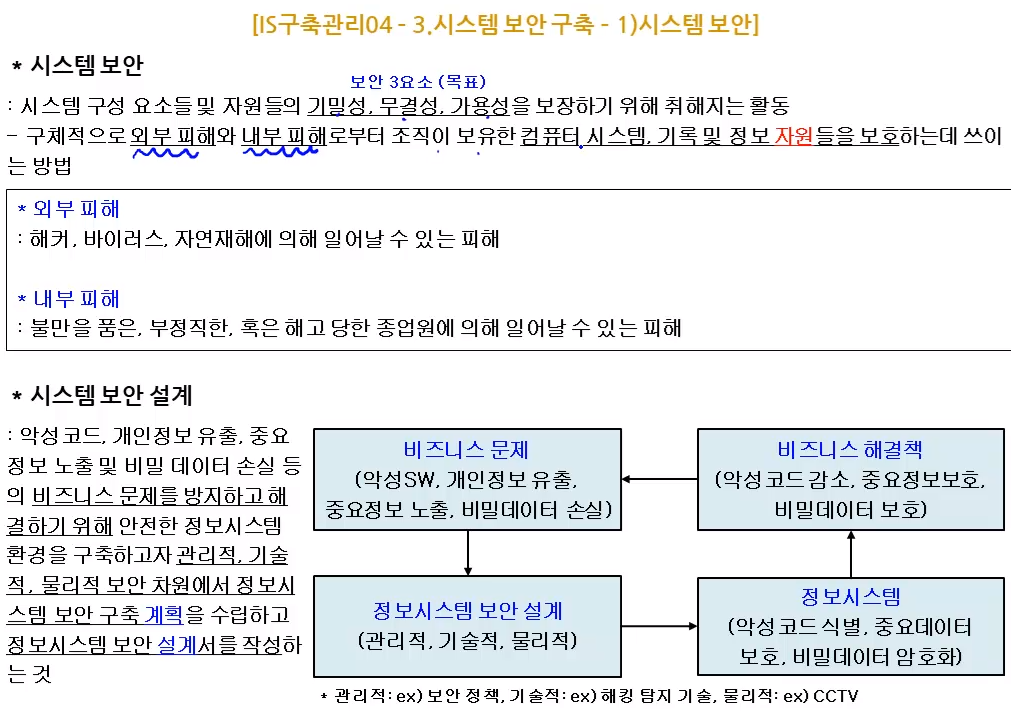 [IS구축관리04 - 3.시스템 보안 구축 - 1)시스템 보안]
* 시스템 보안
보안 3요소 (목표)
: 시스템 구성 요소들 및 자원들의 기밀성, 무결성, 가용성을 보장하기 위해 취해지는 활동
- 구체적으로 외부 피해와 내부 피해로부터 조직이 보유한 컴퓨터 시스템, 기록 및 정보 자원들을 보호하는데 쓰이
는 방법
* 외부 피해
: 해커, 바이러스, 자연재해에 의해 일어날 수 있는 피해
* 내부 피해
: 불만을 품은, 부정직한, 혹은 해고 당한 종업원에 의해 일어날 수 있는 피해
* 시스템 보안 설계
: 악성 코드, 개인정보 유출, 중요
정보 노출 및 비밀 데이터 손실 등
의 비즈니스 문제를 방지하고 해
결하기 위해 안전한 정보시스템
환경을 구축하고자 관리적, 기술
적, 물리적 보안 차원에서 정보시
스템 보안 구축 계획을 수립하고
정보시스템 보안 설계서를 작성하
는 것
비즈니스 문제
(악성SW, 개인정보 유출,
중요정보 노출, 비밀데이터 손실)
비즈니스 해결책
(악성 코드 감소, 중요정보보호,
비밀데이터 보호)
정보시스템 보안 설계
(관리적, 기술적, 물리적)
정보시스템
(악성 코드 식별, 중요데이터
보호, 비밀데이터 암호화)
* 관리적: ex) 보안 정책, 기술적: ex) 해킹 탐지 기술, 물리적: ex) CCTV